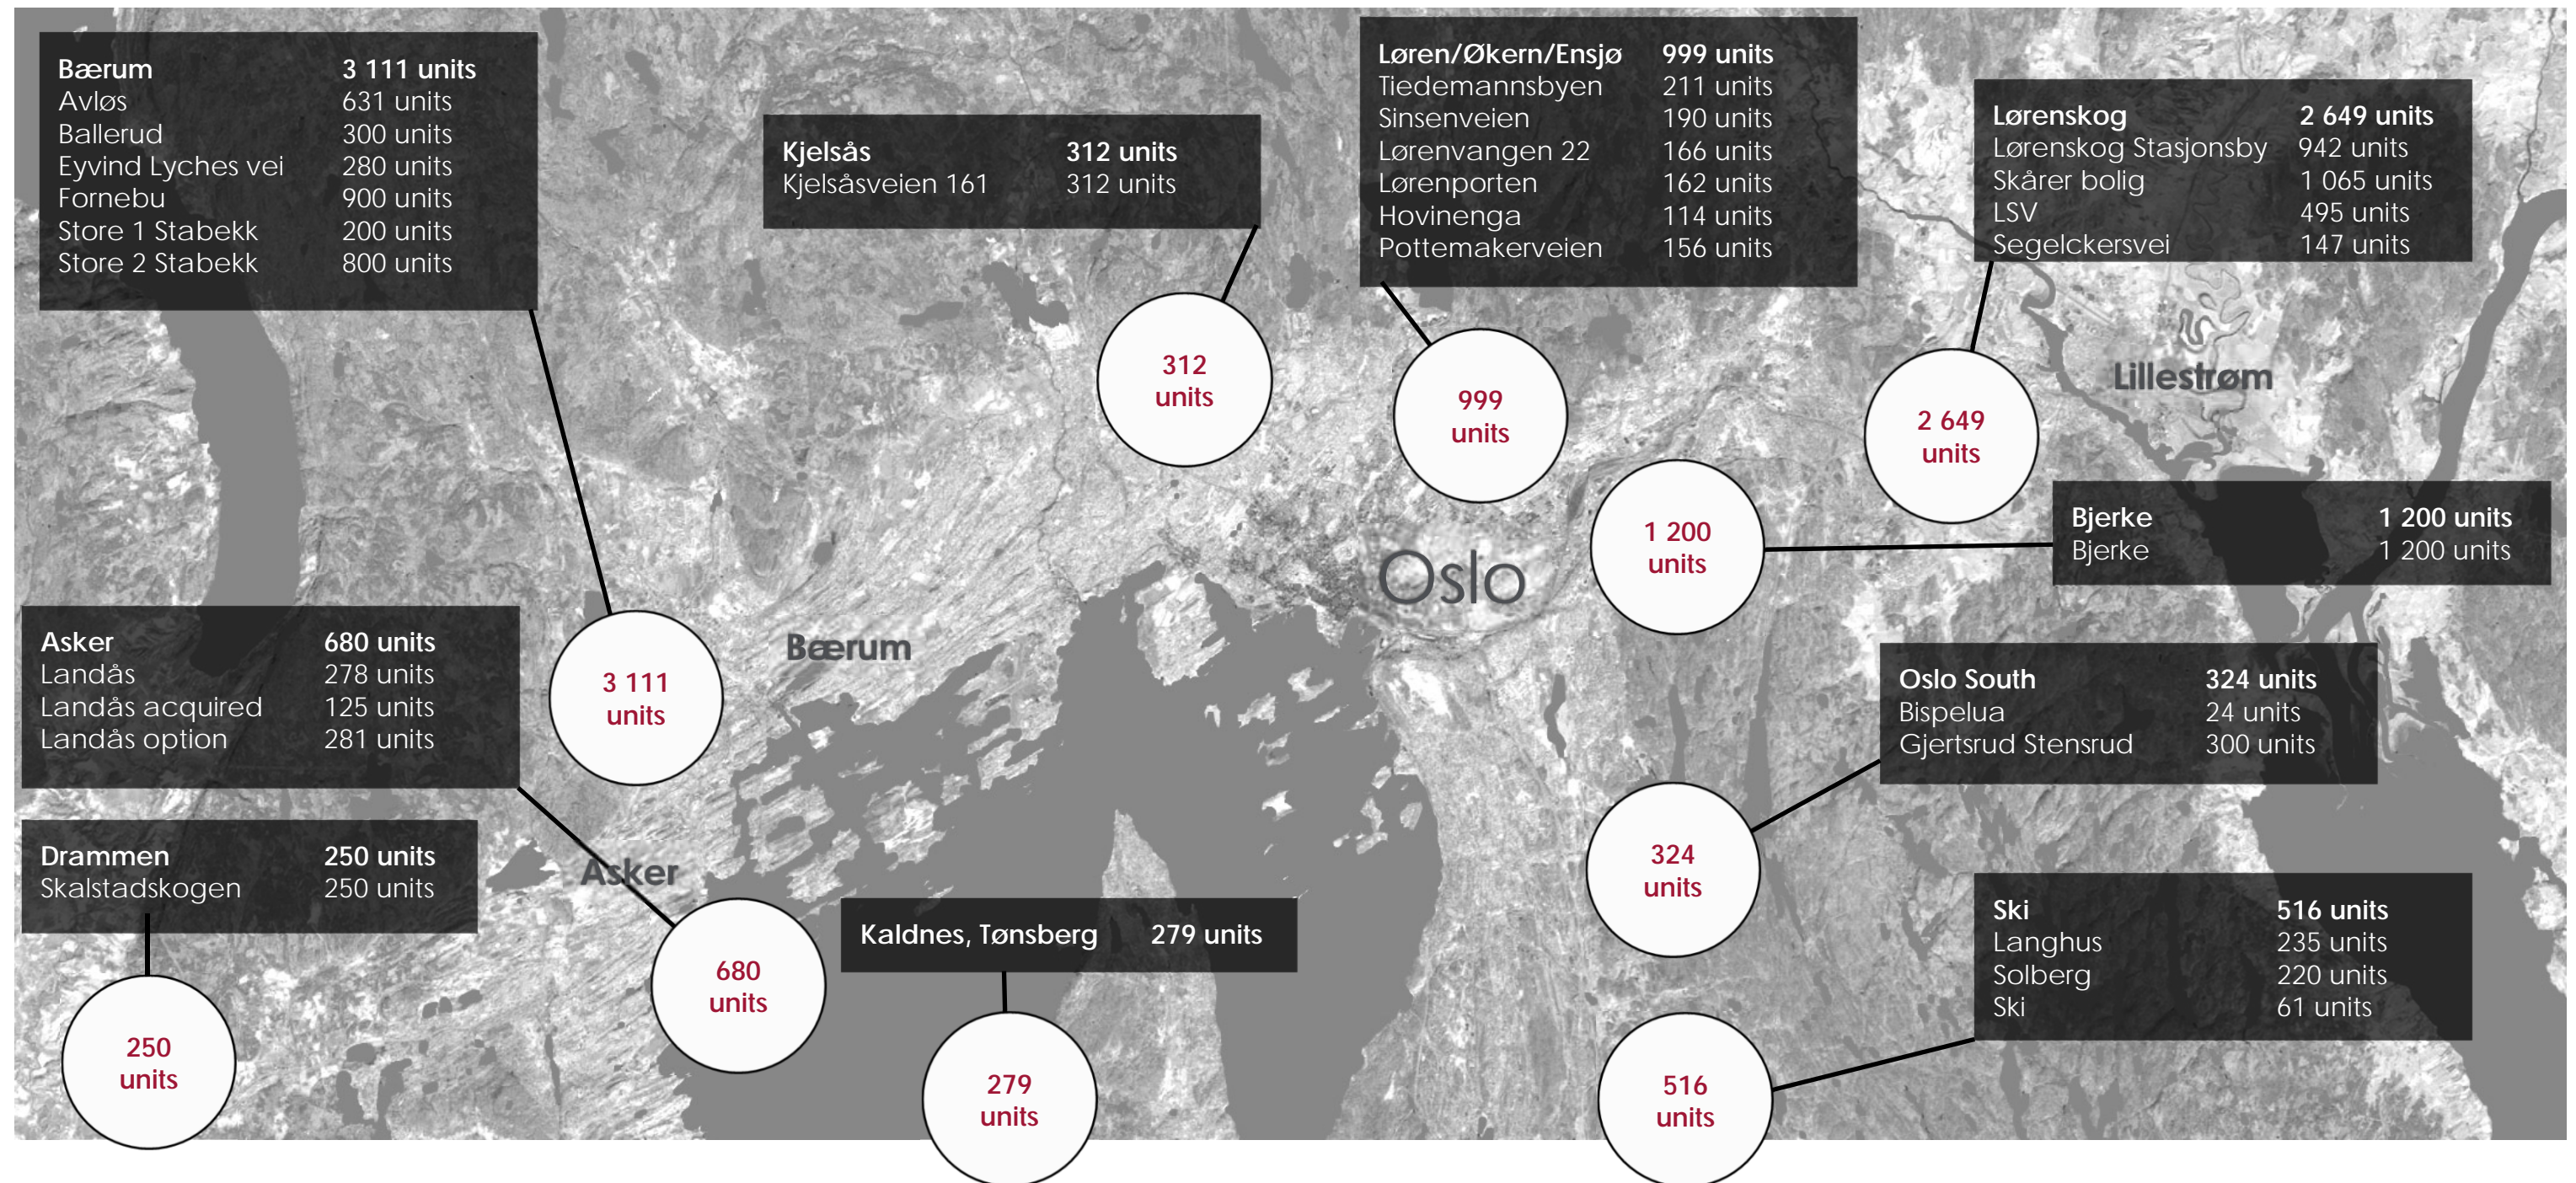 Bærum 3 111 units
Avløs 631 units
Ballerud 300 units
Eyvind Lyches vei 280 units
Fornebu 900 units
Store 1 Stabekk 200 units
Store 2 Stabekk 800 units
Kjelsås 312 units
Kjelsåsveien 161 312 units
Løren/Økern/Ensjø 999 units
Tiedemannsbyen 211 units
Sinsenveien 190 units
Lørenvangen 22 166 units
Lørenporten 162 units
Hovinenga 114 units
Pottemakerveien 156 units
Lørenskog 2 649 units
Lørenskog Stasjonsby 942 units
Skårer bolig 1 065 units
LSV 495 units
Segelckersvei 147 units
312
units
999
units
2 649
units
Lillestrøm
1 200
units
Bjerke 1 200 units
Bjerke 1 200 units
Oslo
Bærum
3 111
units
Asker 680 units
Landås 278 units
Landås acquired 125 units
Landås option 281 units
Oslo South 324 units
Bispelua 24 units
Gjertsrud Stensrud 300 units
324
units
Drammen 250 units
Skalstadskogen 250 units
Asker
680
units
Kaldnes, Tønsberg 279 units
Ski 516 units
Langhus 235 units
Solberg 220 units
Ski 61 units
250
units
279
units
516
units